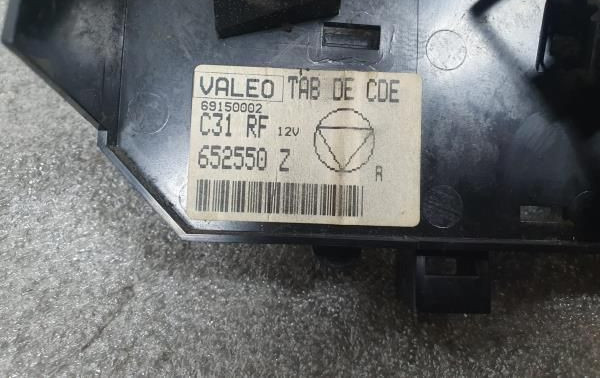 VALEO TAB DE CDE
69150002
C31 RF 12V
652550 Z
R